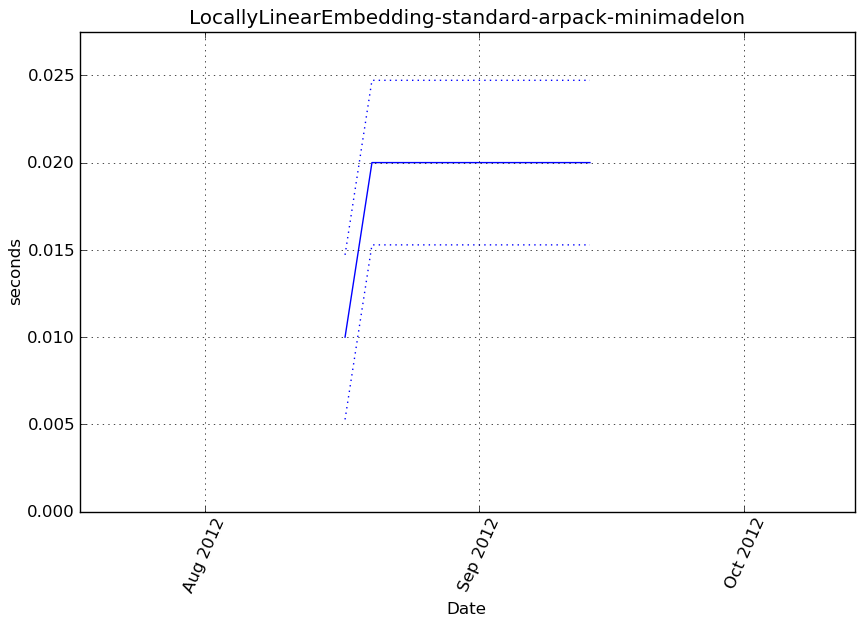 LocallyLinearEmbedding-standard-arpack-minimadelon
0.025
0.020
0.015
0.010
0.005
0.000
seconds
Aug 2012
Sep 2012
Oct 2012
Date